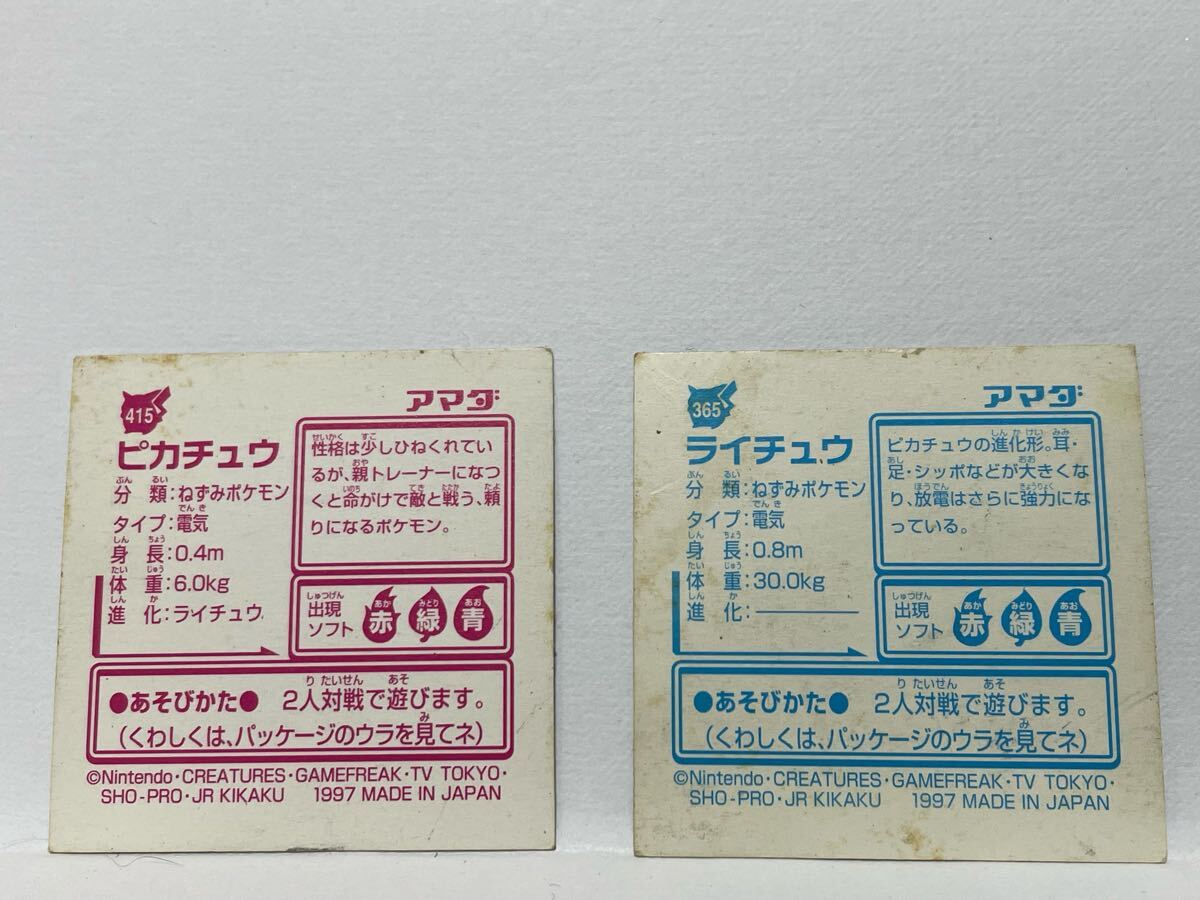 415
アマダ
ピカチュウ
分類:ねずみポケモン
タイプ:電気
身長:0.4m
体重:6.0kg
進化:ライチュウ
性格は少しひねくれてい
るが、親トレーナーになつ
くと命がけで敵と戦う、頼
りになるポケモン。
出現
ソフト
赤 緑 青
●あそびかた● 2人対戦で遊びます。
(くわしくは、パッケージのウラを見てネ)
©Nintendo・CREATURES・GAMEFREAK・TV TOKYO・
SHO-PRO・JR KIKAKU 1997 MADE IN JAPAN
365
アマダ
ライチュウ
分類:ねずみポケモン
タイプ:電気
身長:0.8m
体重:30.0kg
進化:————
ピカチュウの進化形。耳・
足・シッポなどが大きくな
り、放電はさらに強力にな
っている。
出現
ソフト
赤 緑 青
●あそびかた● 2人対戦で遊びます。
(くわしくは、パッケージのウラを見てネ)
©Nintendo・CREATURES・GAMEFREAK・TV TOKYO・
SHO-PRO・JR KIKAKU 1997 MADE IN JAPAN